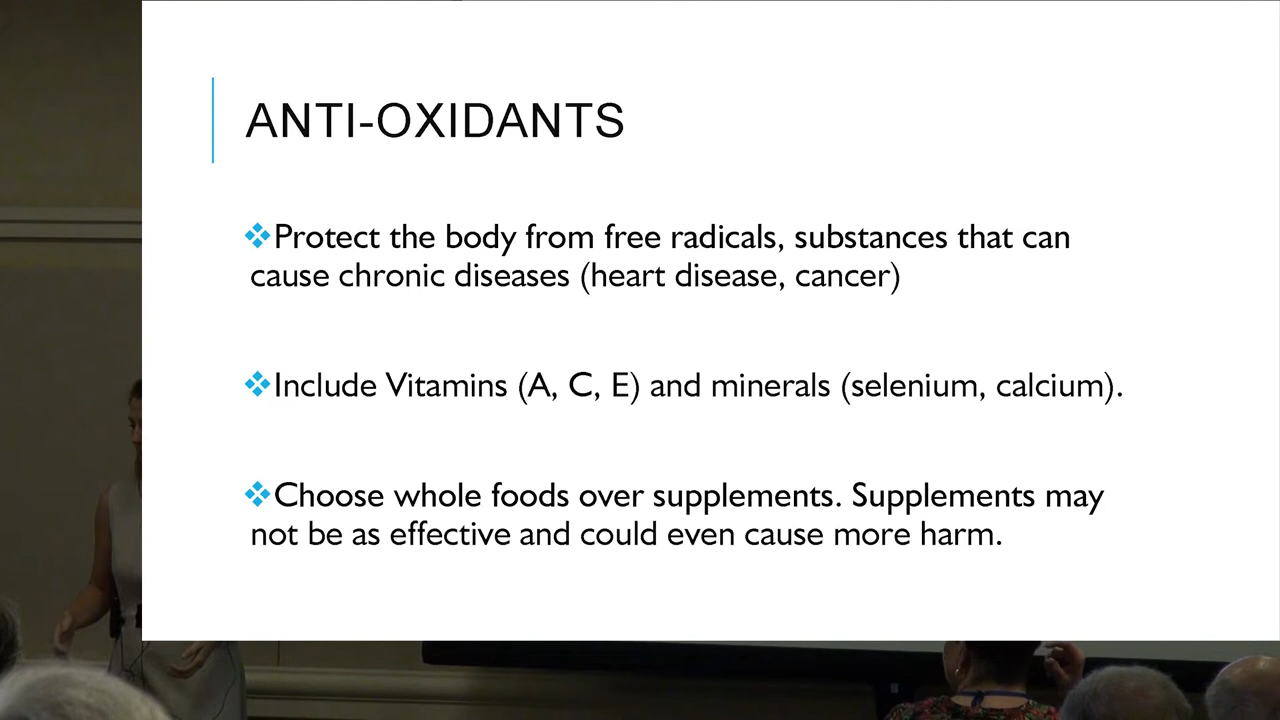 ANTI-OXIDANTS
❖Protect the body from free radicals, substances that can
cause chronic diseases (heart disease, cancer)
❖Include Vitamins (A, C, E) and minerals (selenium, calcium).
❖Choose whole foods over supplements. Supplements may
not be as effective and could even cause more harm.